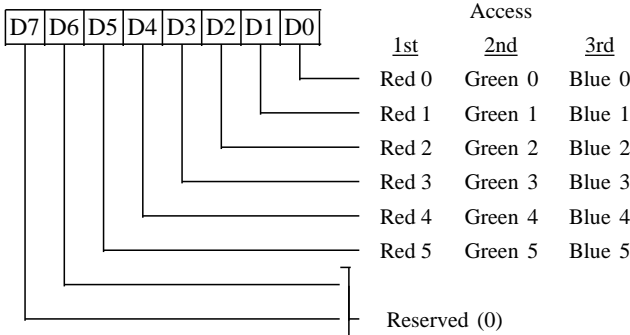 Access
D7 D6 D5 D4 D3 D2 D1 D0
1st 2nd 3rd
Red 0 Green 0 Blue 0
Red 1 Green 1 Blue 1
Red 2 Green 2 Blue 2
Red 3 Green 3 Blue 3
Red 4 Green 4 Blue 4
Red 5 Green 5 Blue 5
Reserved (0)